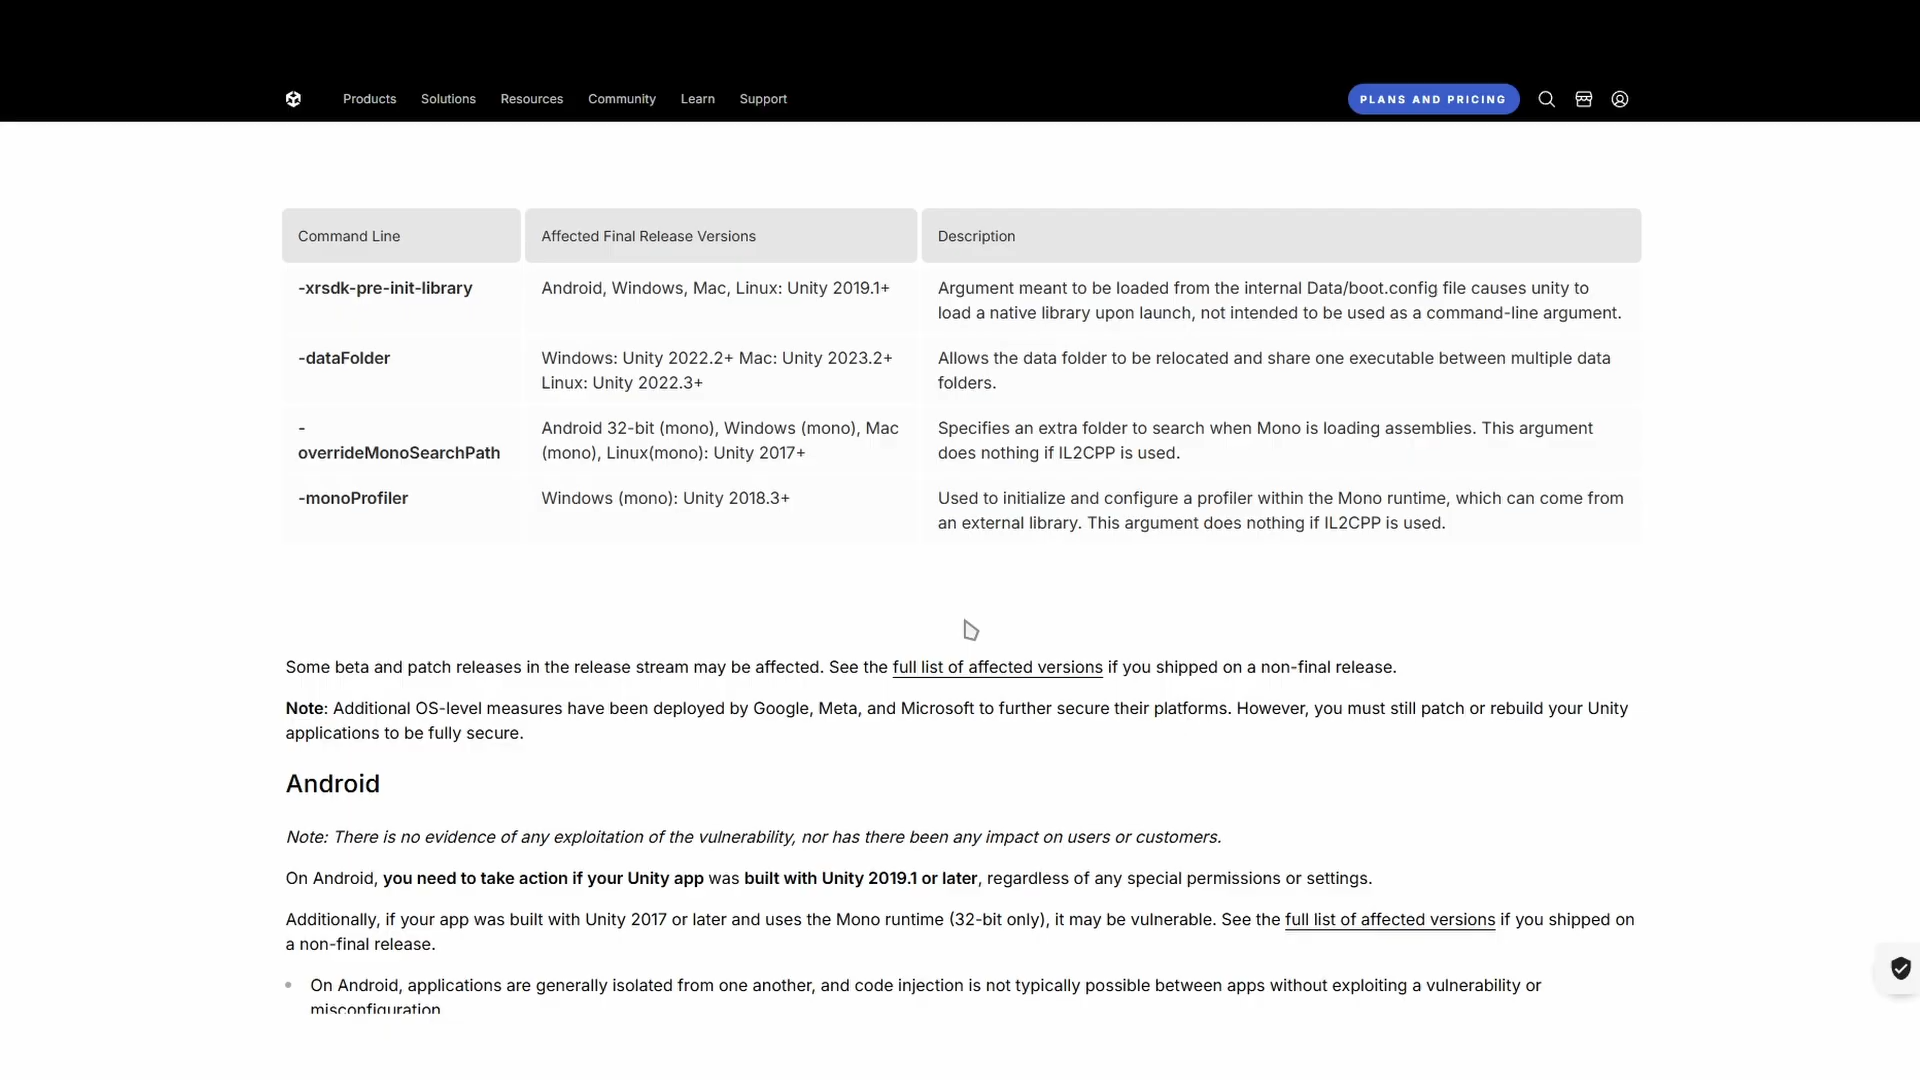 Products Solutions Resources Community Learn Support PLANS AND PRICING
Command Line Affected Final Release Versions Description
-xrsdk-pre-init-library Android, Windows, Mac, Linux: Unity 2019.1+ Argument meant to be loaded from the internal Data/boot.config file causes unity to
load a native library upon launch, not intended to be used as a command-line argument.
-dataFolder Windows: Unity 2022.2+ Mac: Unity 2023.2+ Allows the data folder to be relocated and share one executable between multiple data
Linux: Unity 2022.3+ folders.
- Android 32-bit (mono), Windows (mono), Mac Specifies an extra folder to search when Mono is loading assemblies. This argument
overrideMonoSearchPath (mono), Linux(mono): Unity 2017+ does nothing if IL2CPP is used.
-monoProfiler Windows (mono): Unity 2018.3+ Used to initialize and configure a profiler within the Mono runtime, which can come from
an external library. This argument does nothing if IL2CPP is used.
Some beta and patch releases in the release stream may be affected. See the full list of affected versions if you shipped on a non-final release.
Note: Additional OS-level measures have been deployed by Google, Meta, and Microsoft to further secure their platforms. However, you must still patch or rebuild your Unity
applications to be fully secure.
Android
Note: There is no evidence of any exploitation of the vulnerability, nor has there been any impact on users or customers.
On Android, you need to take action if your Unity app was built with Unity 2019.1 or later, regardless of any special permissions or settings.
Additionally, if your app was built with Unity 2017 or later and uses the Mono runtime (32-bit only), it may be vulnerable. See the full list of affected versions if you shipped on
a non-final release.
On Android, applications are generally isolated from one another, and code injection is not typically possible between apps without exploiting a vulnerability or
misconfiguration